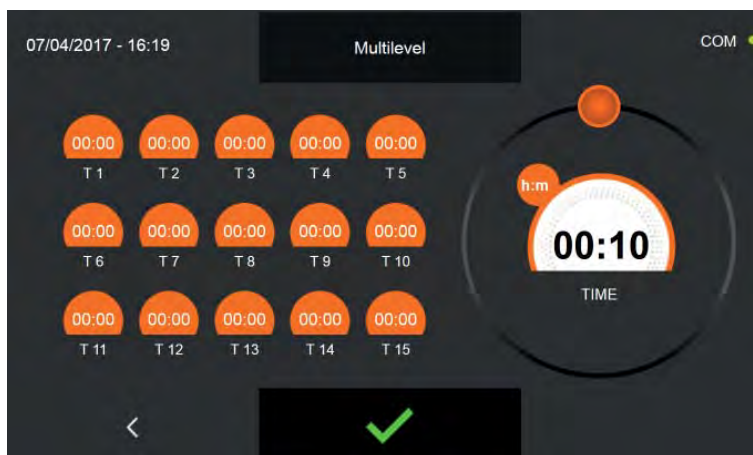 07/04/2017 - 16:19 Multilevel COM
00:00 00:00 00:00 00:00 00:00
T 1 T 2 T 3 T 4 T 5
h:m
00:00 00:00 00:00 00:00 00:00
T 6 T 7 T 8 T 9 T 10
00:10
TIME
00:00 00:00 00:00 00:00 00:00
T 11 T 12 T 13 T 14 T 15